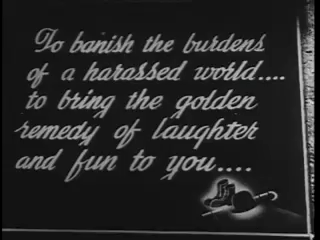 To banish the burdens
of a harassed world....
to bring the golden
remedy of laughter
and fun to you....